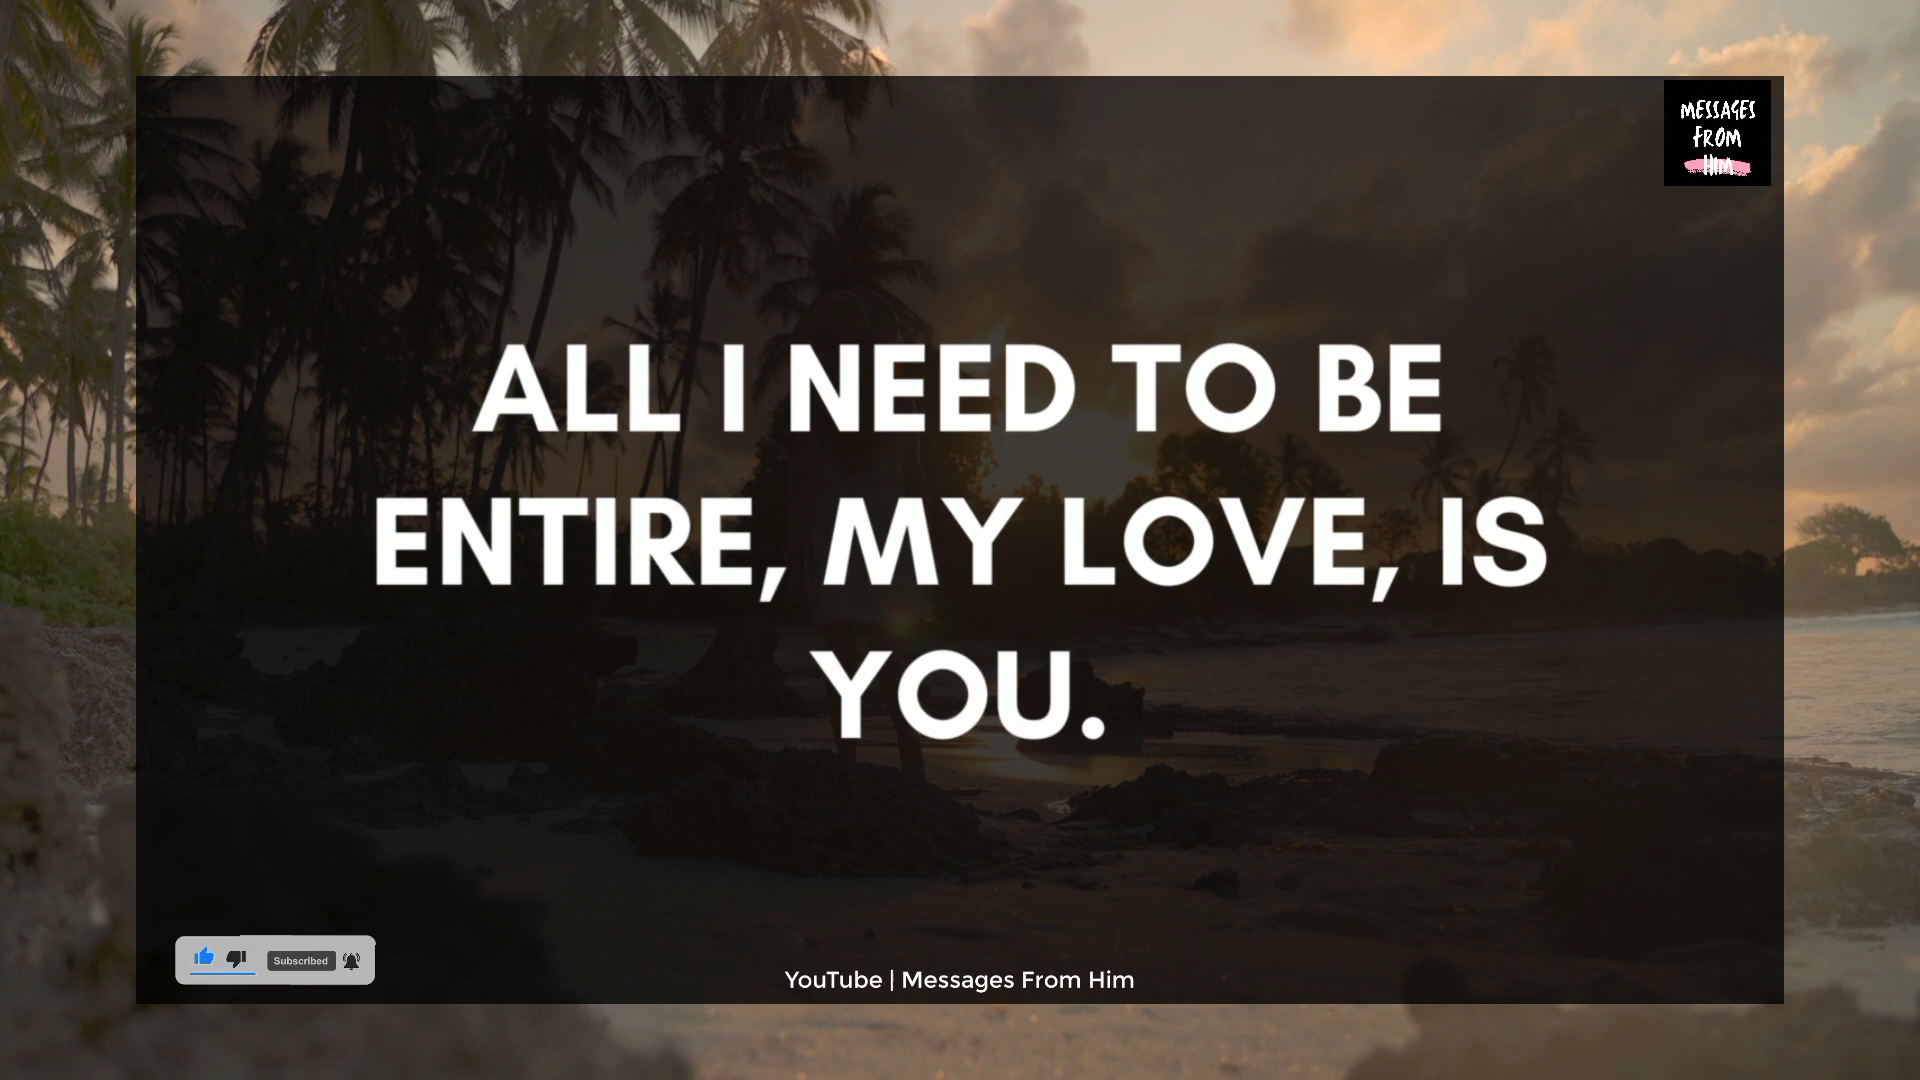 MESSAGES
FROM
HIM
ALL I NEED TO BE
ENTIRE, MY LOVE, IS
YOU.
Subscribed
YouTube | Messages From Him